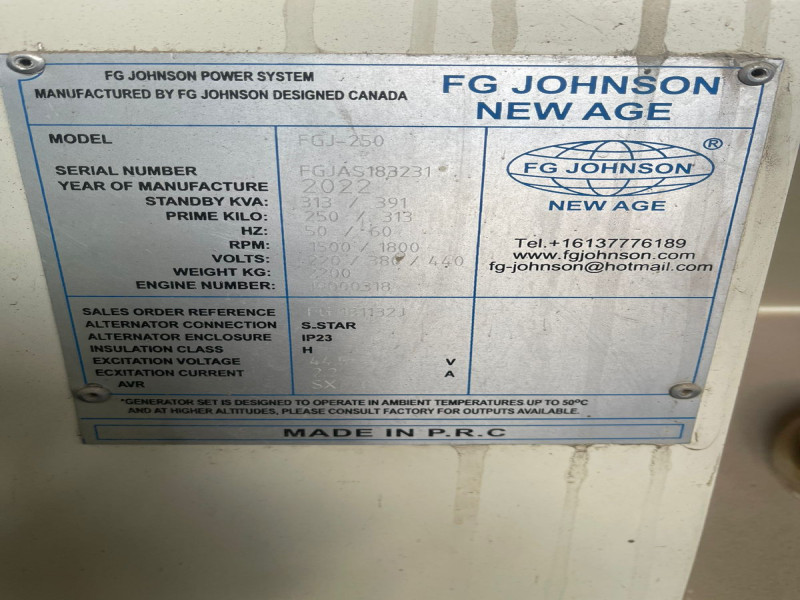 FG JOHNSON POWER SYSTEM
MANUFACTURED BY FG JOHNSON DESIGNED CANADA
FG JOHNSON
NEW AGE
MODEL FGJ-250
SERIAL NUMBER FGJAS183231
YEAR OF MANUFACTURE 2022
STANDBY KVA: 313 / 391
PRIME KILO: 250 / 313
HZ: 50 / 60
RPM: 1500 / 1800
VOLTS: 220 / 380 / 440
WEIGHT KG: 2200
ENGINE NUMBER:
FG JOHNSON ®
NEW AGE
Tel.+16137776189
www.fgjohnson.com
fg-johnson@hotmail.com
SALES ORDER REFERENCE
ALTERNATOR CONNECTION S.STAR
ALTERNATOR ENCLOSURE IP23
INSULATION CLASS H
EXCITATION VOLTAGE V
ECXITATION CURRENT A
AVR
*GENERATOR SET IS DESIGNED TO OPERATE IN AMBIENT TEMPERATURES UP TO 50°C
AND AT HIGHER ALTITUDES, PLEASE CONSULT FACTORY FOR OUTPUTS AVAILABLE.
MADE IN P.R.C